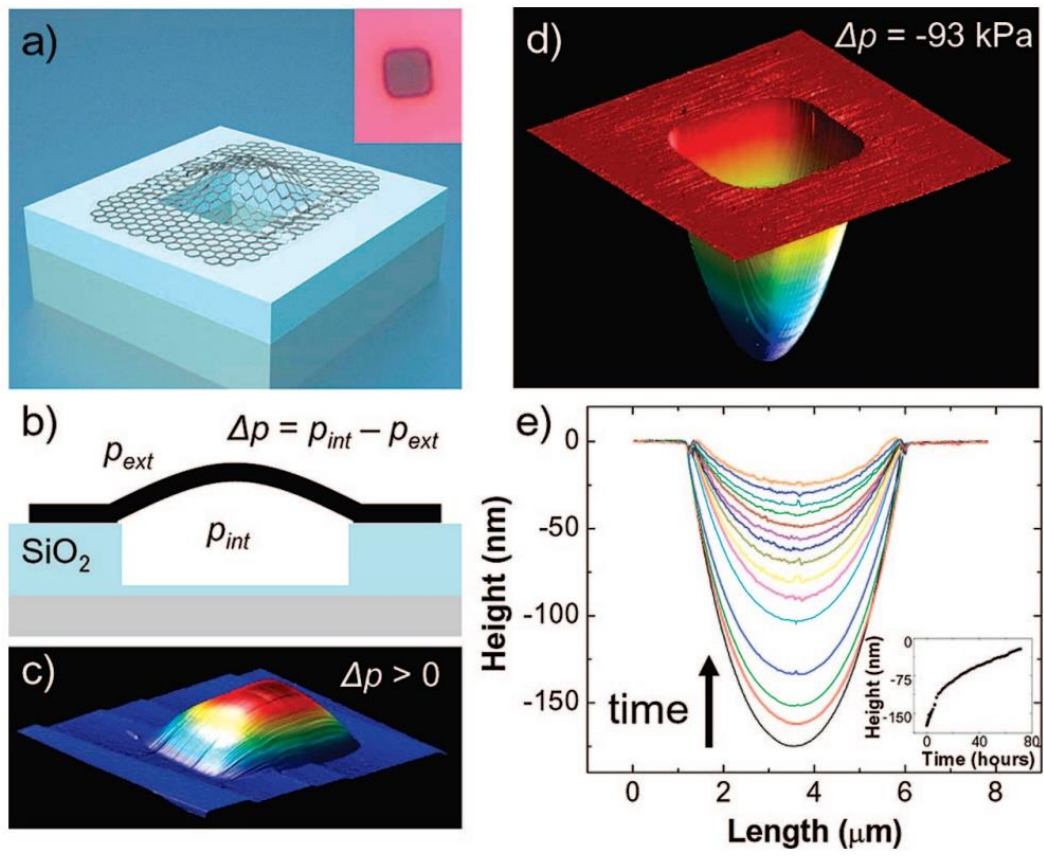 a)
b)
Δp = p_int – p_ext
p_ext
p_int
SiO₂
c)
Δp > 0
d)
Δp = -93 kPa
e)
Height (nm)
0
-50
-100
-150
time
0
2
4
6
8
Length (μm)
Height (nm)
0
-75
-150
0
40
80
Time (hours)